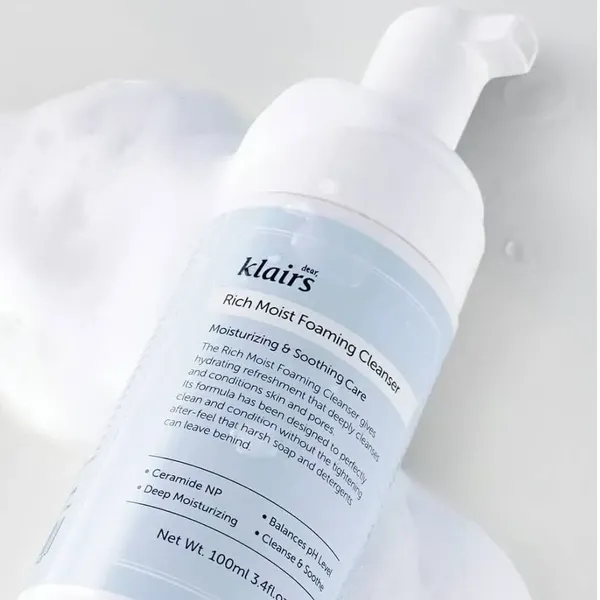 dear,
klairs
Rich Moist Foaming Cleanser
Moisturizing & Soothing Care
The Rich Moist Foaming Cleanser gives
hydrating refreshment that deeply cleanses
and conditions skin and pores.
Its formula has been designed to perfectly
clean and condition without the tightening
after-feel that harsh soap and detergents
can leave behind.
• Ceramide NP
• Balances pH Level
• Deep Moisturizing
• Cleanse & Soothe
Net Wt. 100ml 3.4fl.oz